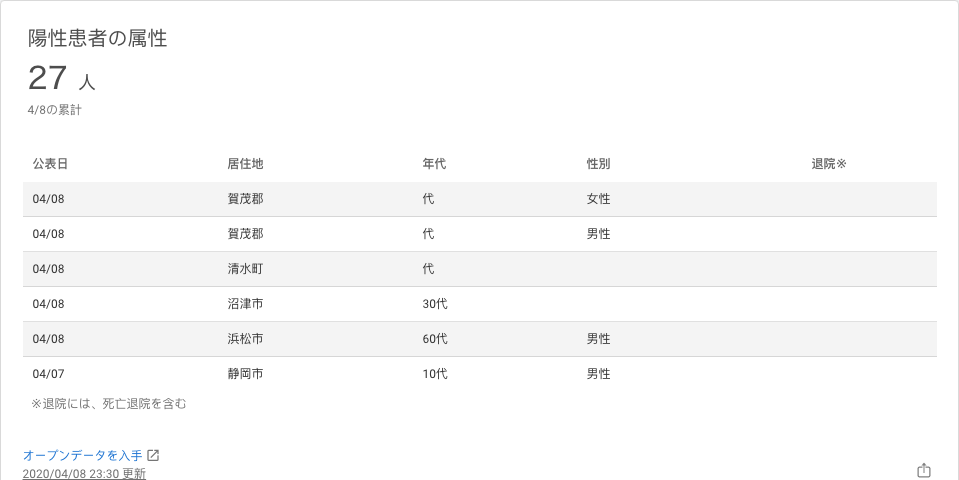 陽性患者の属性
27 人
4/8の累計
公表日 居住地 年代 性別 退院※
04/08 賀茂郡 代 女性
04/08 賀茂郡 代 男性
04/08 清水町 代
04/08 沼津市 30代
04/08 浜松市 60代 男性
04/07 静岡市 10代 男性
※退院には、死亡退院を含む
オープンデータを入手
2020/04/08 23:30 更新